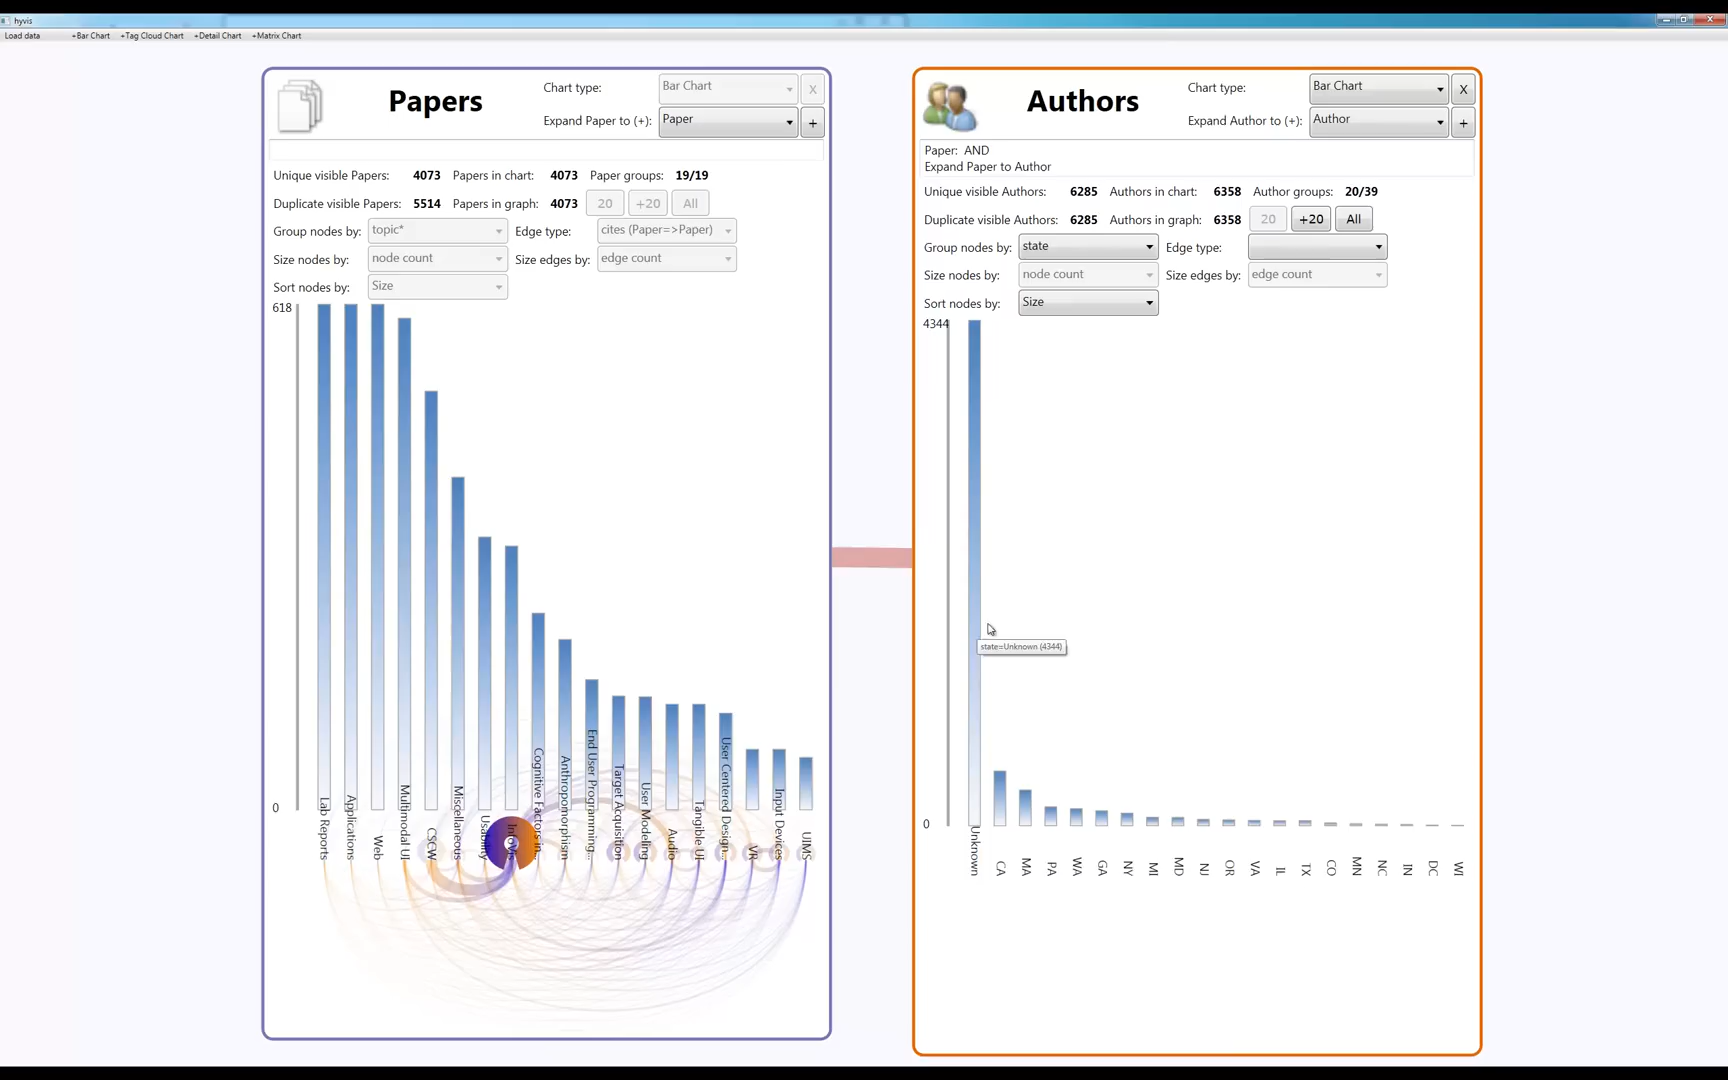 hyvis
Load data +Bar Chart +Tag Cloud Chart +Detail Chart +Matrix Chart
Papers
Chart type: Bar Chart X
Expand Paper to (+): Paper +
Unique visible Papers: 4073 Papers in chart: 4073 Paper groups: 19/19
Duplicate visible Papers: 5514 Papers in graph: 4073 20 +20 All
Group nodes by: topic* Edge type: cites (Paper=>Paper)
Size nodes by: node count Size edges by: edge count
Sort nodes by: Size
618
0
Lab Reports
Applications
Web
Multimodal UI
CSCW
Miscellaneous
Usability
InfoVis
Cognitive Factors in...
Anthropomorphism
End User Programming...
Target Acquisition
User Modeling
Audio
Tangible UI
User Centered Design...
VR
Input Devices
UIMS
Authors
Chart type: Bar Chart X
Expand Author to (+): Author +
Paper: AND
Expand Paper to Author
Unique visible Authors: 6285 Authors in chart: 6358 Author groups: 20/39
Duplicate visible Authors: 6285 Authors in graph: 6358 20 +20 All
Group nodes by: state Edge type:
Size nodes by: node count Size edges by: edge count
Sort nodes by: Size
4344
state=Unknown (4344)
0
Unknown
CA
MA
PA
WA
GA
NY
MI
MD
NJ
OR
VA
IL
TX
CO
MN
NC
IN
DC
WI